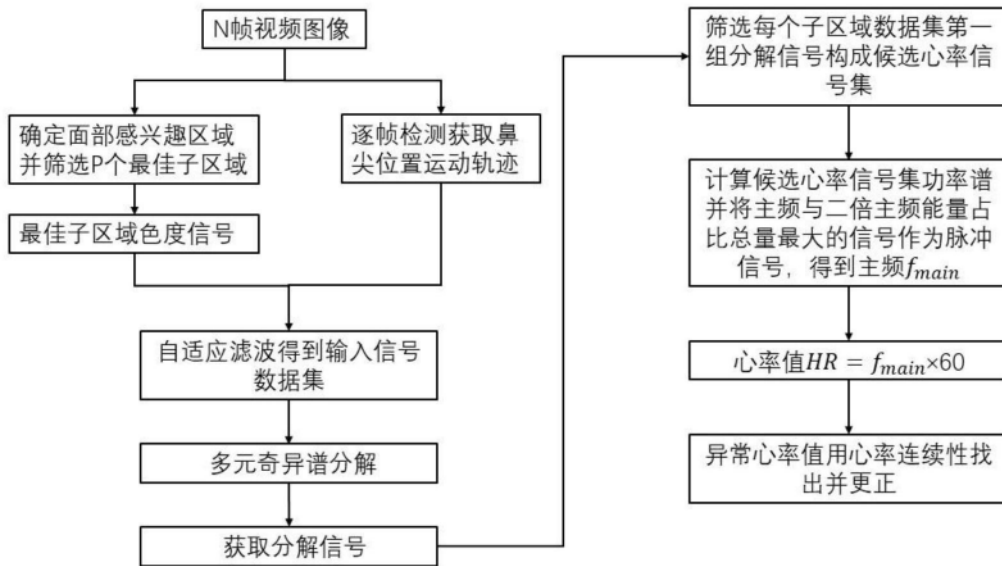 N帧视频图像
确定面部感兴趣区域
并筛选P个最佳子区域
逐帧检测获取鼻
尖位置运动轨迹
最佳子区域色度信号
自适应滤波得到输入信号
数据集
多元奇异谱分解
获取分解信号
筛选每个子区域数据集第一
组分解信号构成候选心率信
号集
计算候选心率信号集功率谱
并将主频与二倍主频能量占
比总量最大的信号作为脉冲
信号，得到主频f_main
心率值HR = f_main×60
异常心率值用心率连续性找
出并更正